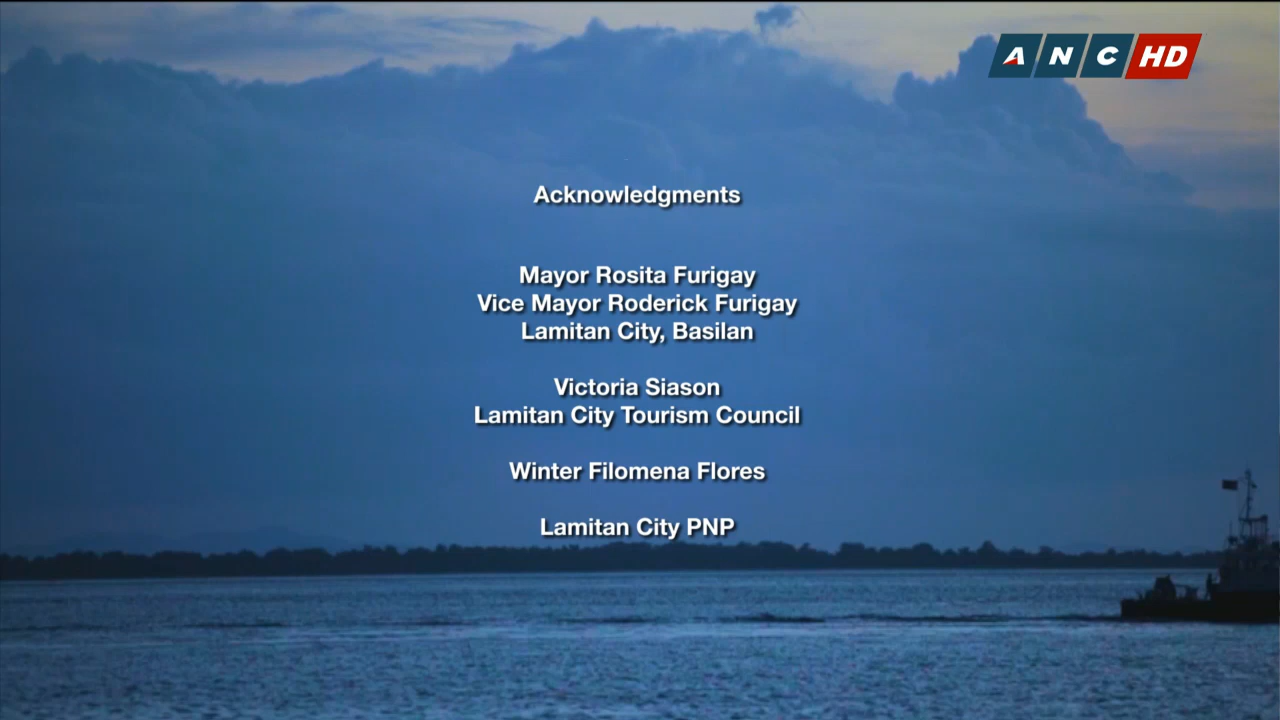 ANC HD
Acknowledgments
Mayor Rosita Furigay
Vice Mayor Roderick Furigay
Lamitan City, Basilan
Victoria Siason
Lamitan City Tourism Council
Winter Filomena Flores
Lamitan City PNP